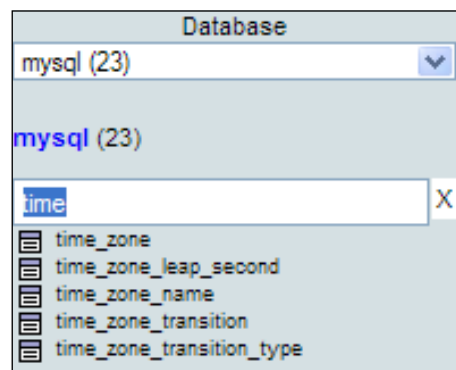 Database
mysql (23)
mysql (23)
time X
time_zone
time_zone_leap_second
time_zone_name
time_zone_transition
time_zone_transition_type